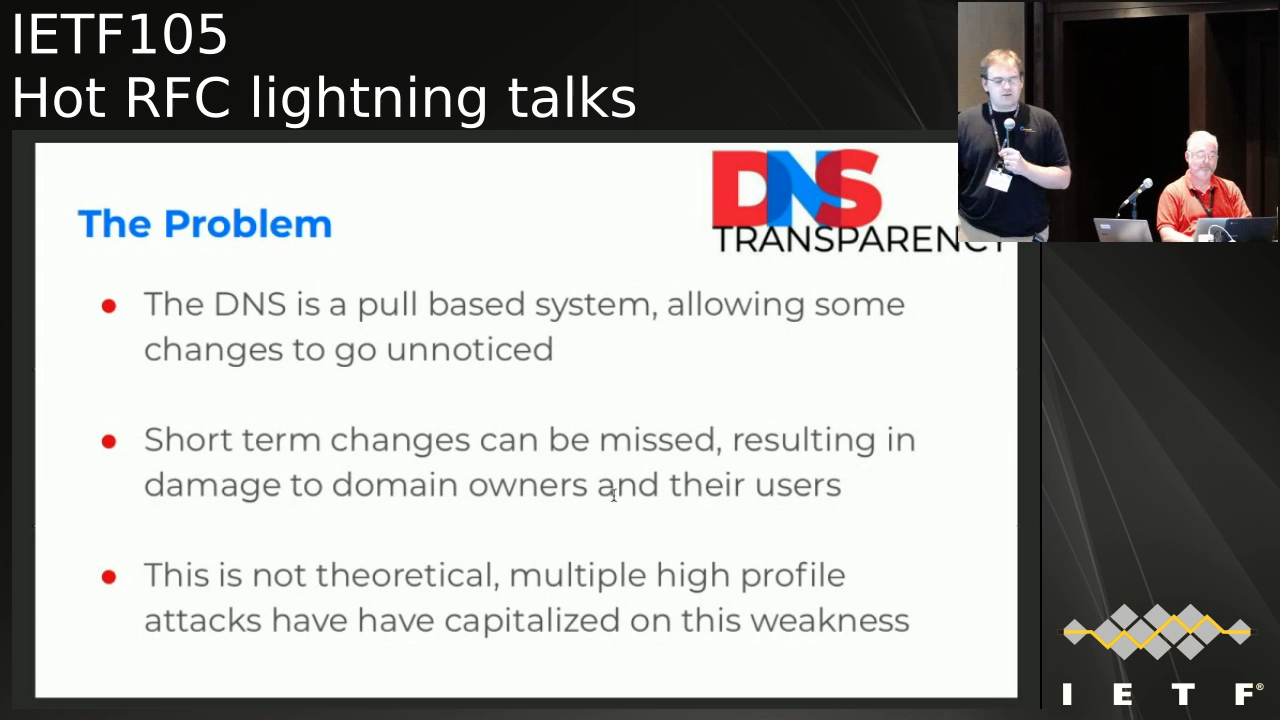 IETF105
Hot RFC lightning talks
DNS
TRANSPARENCY
The Problem
The DNS is a pull based system, allowing some
changes to go unnoticed
Short term changes can be missed, resulting in
damage to domain owners and their users
This is not theoretical, multiple high profile
attacks have have capitalized on this weakness
I E T F®